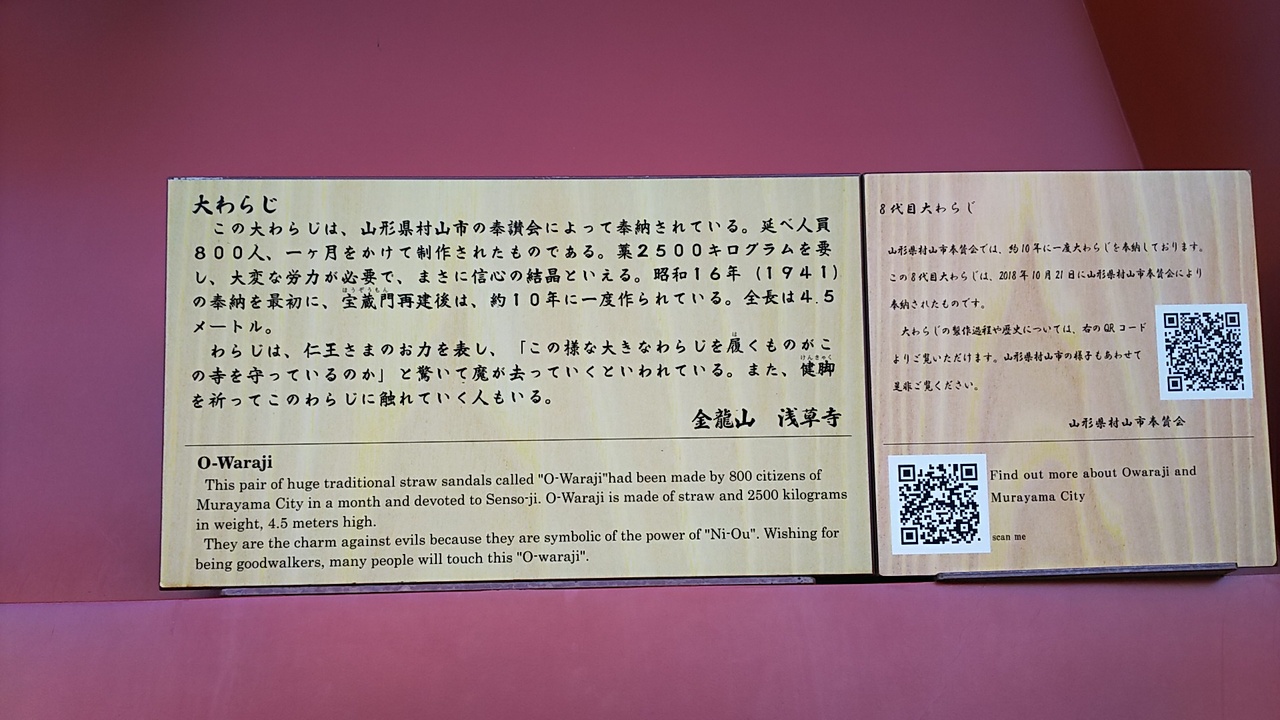 大わらじ
この大わらじは、山形県村山市の奉讃会によって奉納されている。延べ人員
８００人、一ヶ月をかけて制作されたものである。藁２５００キログラムを要
し、大変な労力が必要で、まさに信心の結晶といえる。昭和１６年（１９４１）
ほうぞうもん
の奉納を最初に、宝蔵門再建後は、約１０年に一度作られている。全長は４.５
メートル。
は
わらじは、仁王さまのお力を表し、「この様な大きなわらじを履くものがこ
けんきゃく
の寺を守っているのか」と驚いて魔が去っていくといわれている。また、健脚
を祈ってこのわらじに触れていく人もいる。
金龍山　浅草寺
O-Waraji
This pair of huge traditional straw sandals called "O-Waraji"had been made by 800 citizens of
Murayama City in a month and devoted to Senso-ji. O-Waraji is made of straw and 2500 kilograms
in weight, 4.5 meters high.
They are the charm against evils because they are symbolic of the power of "Ni-Ou". Wishing for
being goodwalkers, many people will touch this "O-waraji".
8代目大わらじ
山形県村山市奉賛会では、約10年に一度大わらじを奉納しております。
この8代目大わらじは、2018年10月21日に山形県村山市奉賛会により
奉納されたものです。
大わらじの製作過程や歴史については、右のQRコード
よりご覧いただけます。山形県村山市の様子もあわせて
是非ご覧ください。
山形県村山市奉賛会
Find out more about Owaraji and
Murayama City
scan me